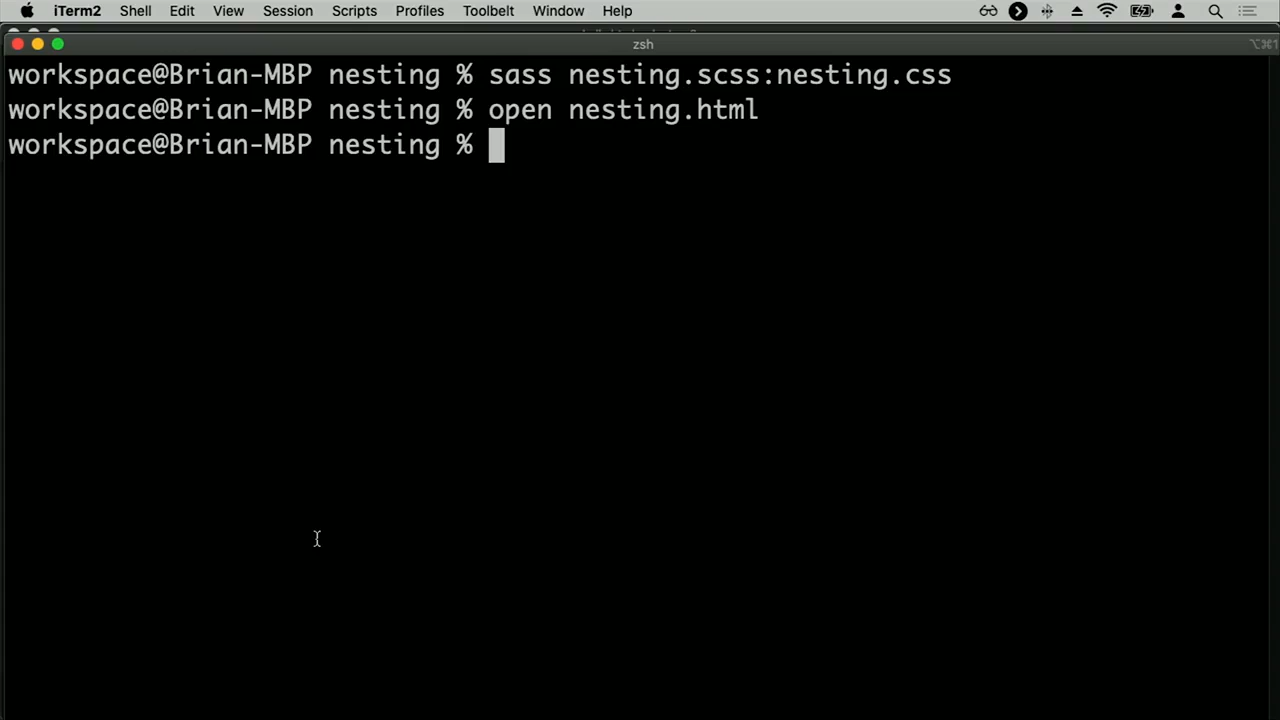 iTerm2 Shell Edit View Session Scripts Profiles Toolbelt Window Help
zsh
workspace@Brian-MBP nesting % sass nesting.scss:nesting.css
workspace@Brian-MBP nesting % open nesting.html
workspace@Brian-MBP nesting %